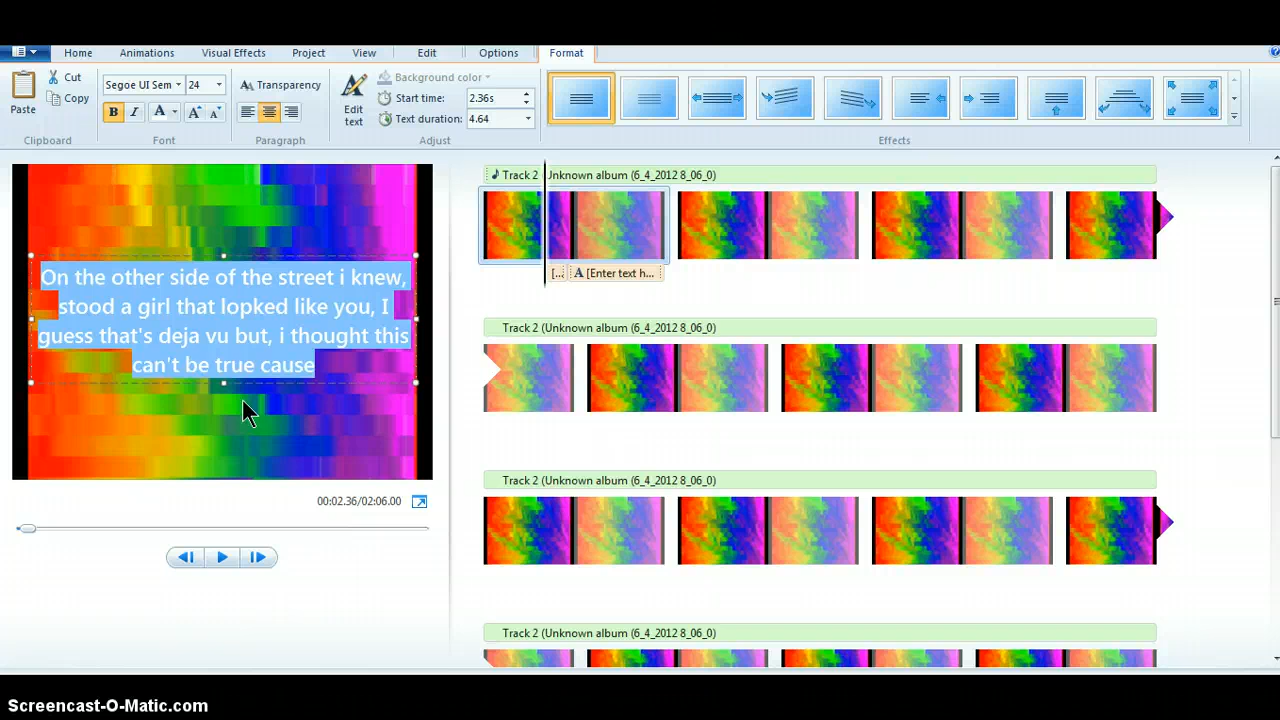 Home Animations Visual Effects Project View Edit Options Format
Cut
Copy
Paste
Clipboard
Segoe UI Sem 24
B I A A A
Font
Transparency
Paragraph
Edit
text
Background color
Start time: 2.36s
Text duration: 4.64
Adjust
Effects
On the other side of the street i knew,
stood a girl that lopked like you, I
guess that's deja vu but, i thought this
can't be true cause
00:02.36/02:06.00
Track 2 (Unknown album (6_4_2012 8_06_0)
[... A [Enter text h...
Track 2 (Unknown album (6_4_2012 8_06_0)
Track 2 (Unknown album (6_4_2012 8_06_0)
Track 2 (Unknown album (6_4_2012 8_06_0)
Screencast-O-Matic.com